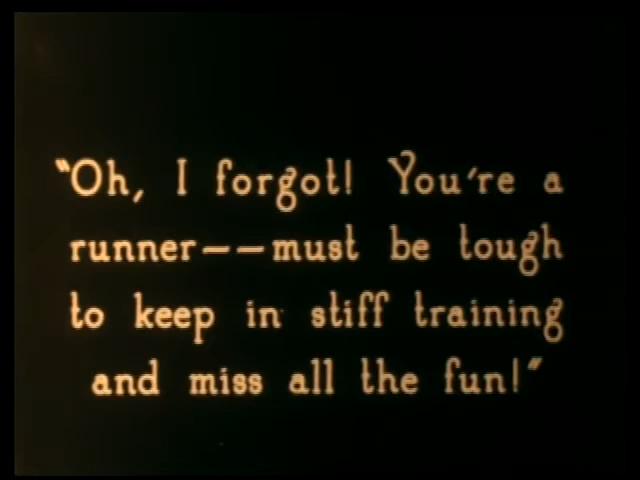 "Oh, I forgot! You're a
runner--must be tough
to keep in stiff training
and miss all the fun!"